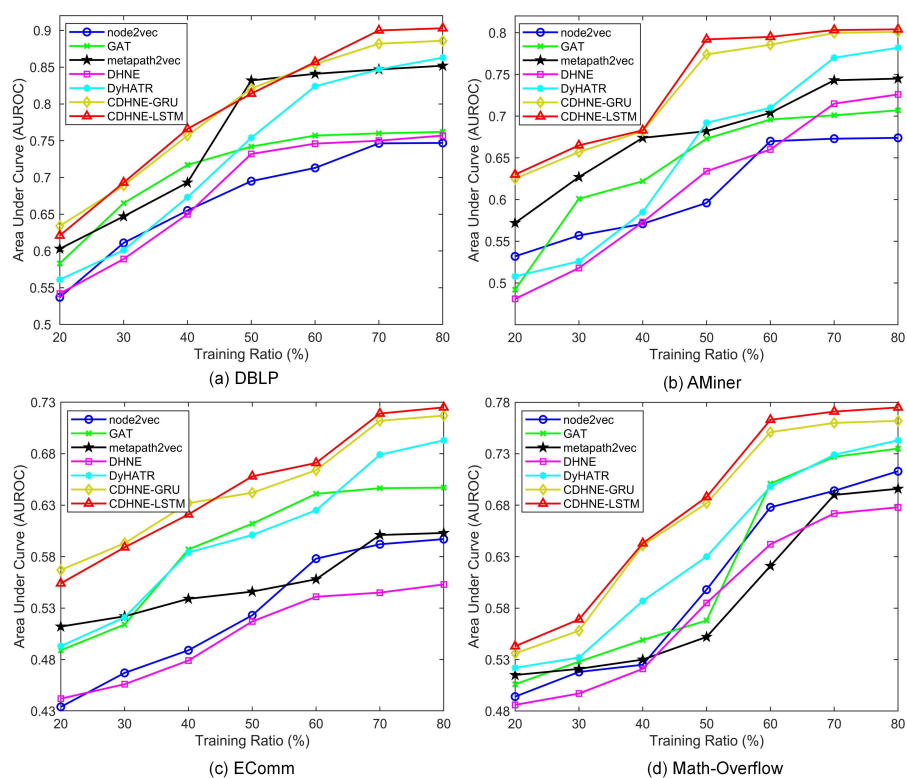 Area Under Curve (AUROC)
0.9
0.85
0.8
0.75
0.7
0.65
0.6
0.55
0.5
node2vec
GAT
metapath2vec
DHNE
DyHATR
CDHNE-GRU
CDHNE-LSTM
20 30 40 50 60 70 80
Training Ratio (%)
(a) DBLP
Area Under Curve (AUROC)
0.8
0.75
0.7
0.65
0.6
0.55
0.5
node2vec
GAT
metapath2vec
DHNE
DyHATR
CDHNE-GRU
CDHNE-LSTM
20 30 40 50 60 70 80
Training Ratio (%)
(b) AMiner
Area Under Curve (AUROC)
0.73
0.68
0.63
0.58
0.53
0.48
0.43
node2vec
GAT
metapath2vec
DHNE
DyHATR
CDHNE-GRU
CDHNE-LSTM
20 30 40 50 60 70 80
Training Ratio (%)
(c) EComm
Area Under Curve (AUROC)
0.78
0.73
0.68
0.63
0.58
0.53
0.48
node2vec
GAT
metapath2vec
DHNE
DyHATR
CDHNE-GRU
CDHNE-LSTM
20 30 40 50 60 70 80
Training Ratio (%)
(d) Math-Overflow